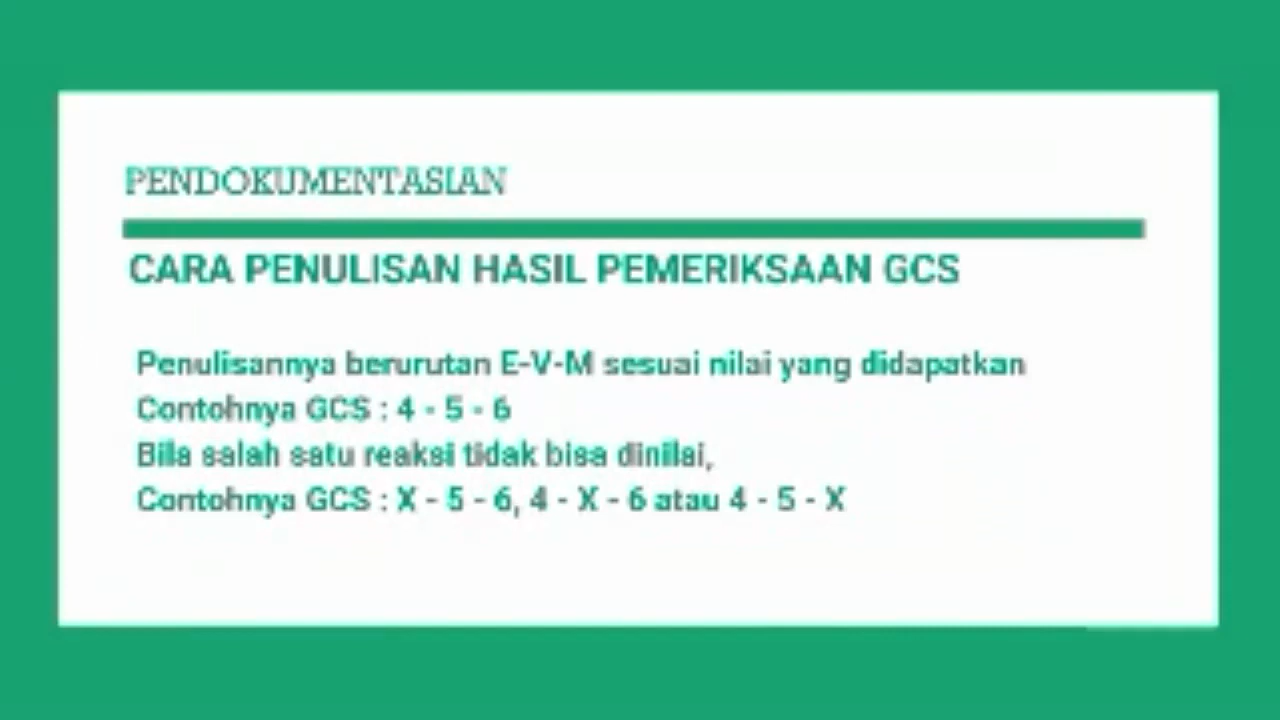 PENDOKUMENTASIAN
CARA PENULISAN HASIL PEMERIKSAAN GCS
Penulisannya berurutan E-V-M sesuai nilai yang didapatkan
Contohnya GCS : 4 - 5 - 6
Bila salah satu reaksi tidak bisa dinilai,
Contohnya GCS : X - 5 - 6, 4 - X - 6 atau 4 - 5 - X